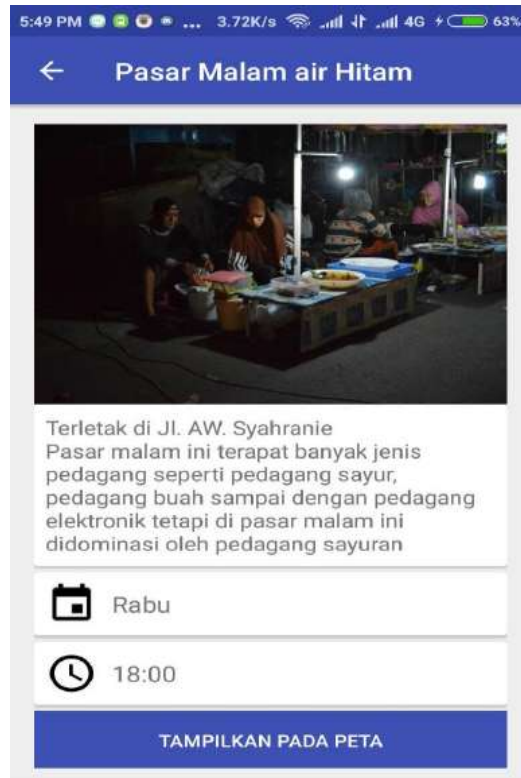 5:49 PM ... 3.72K/s 4G 63%
Pasar Malam air Hitam
Terletak di Jl. AW. Syahranie
Pasar malam ini terapat banyak jenis
pedagang seperti pedagang sayur,
pedagang buah sampai dengan pedagang
elektronik tetapi di pasar malam ini
didominasi oleh pedagang sayuran
Rabu
18:00
TAMPILKAN PADA PETA